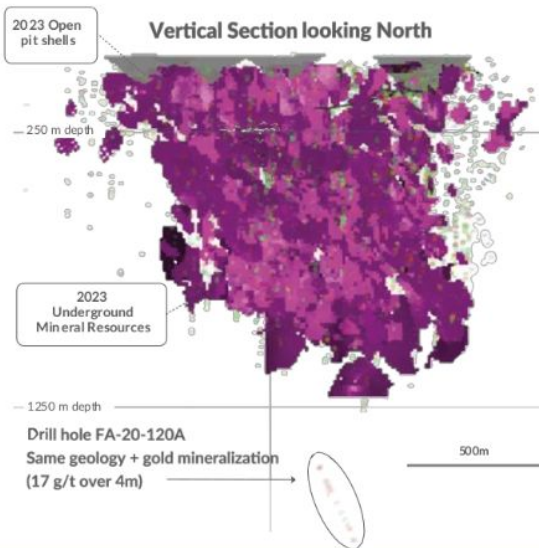 Vertical Section looking North
2023 Open
pit shells
250 m depth
2023
Underground
Mineral Resources
1250 m depth
Drill hole FA-20-120A
Same geology + gold mineralization
(17 g/t over 4m)
500m